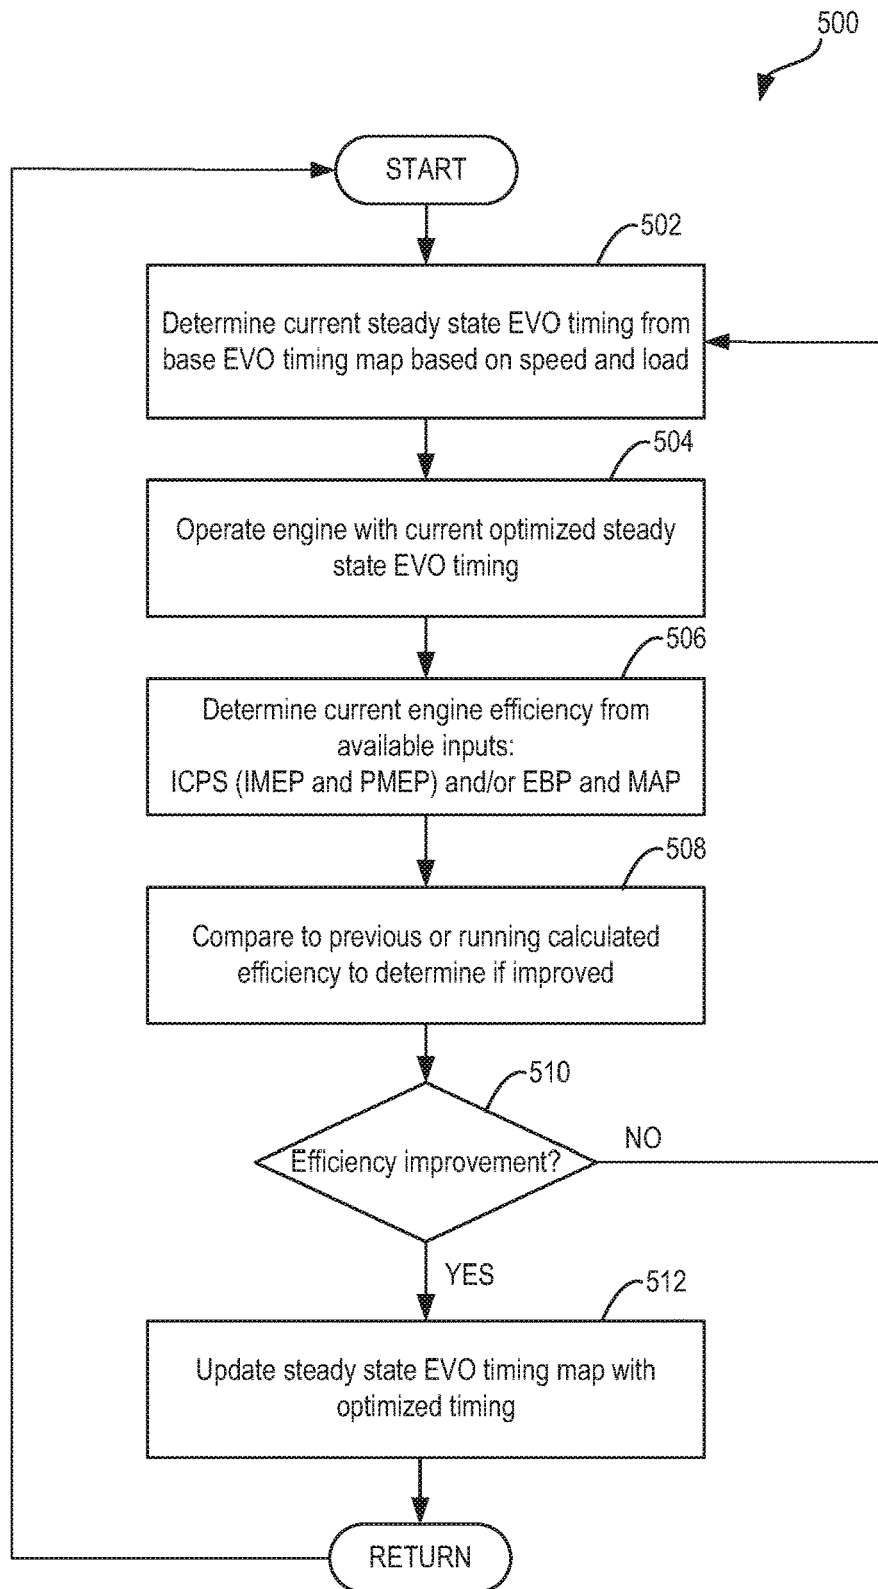 500
START
502
Determine current steady state EVO timing from
base EVO timing map based on speed and load
504
Operate engine with current optimized steady
state EVO timing
506
Determine current engine efficiency from
available inputs:
ICPS (IMEP and PMEP) and/or EBP and MAP
508
Compare to previous or running calculated
efficiency to determine if improved
510
Efficiency improvement?
NO
YES
512
Update steady state EVO timing map with
optimized timing
RETURN